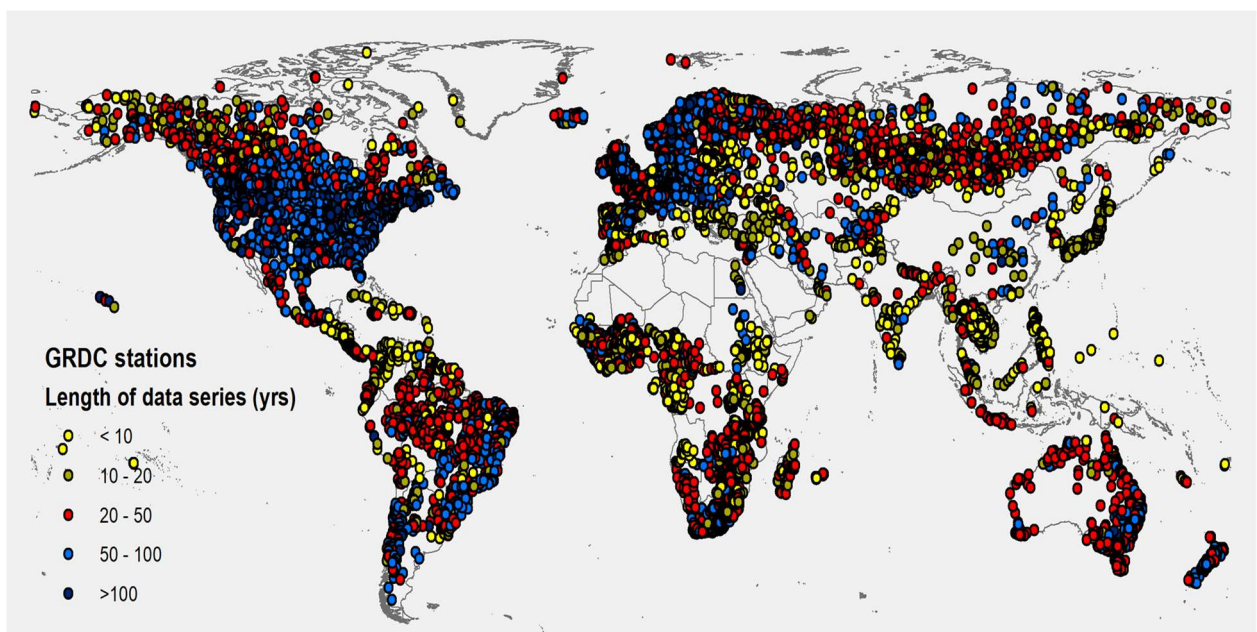 GRDC stations
Length of data series (yrs)
< 10
10 - 20
20 - 50
50 - 100
>100